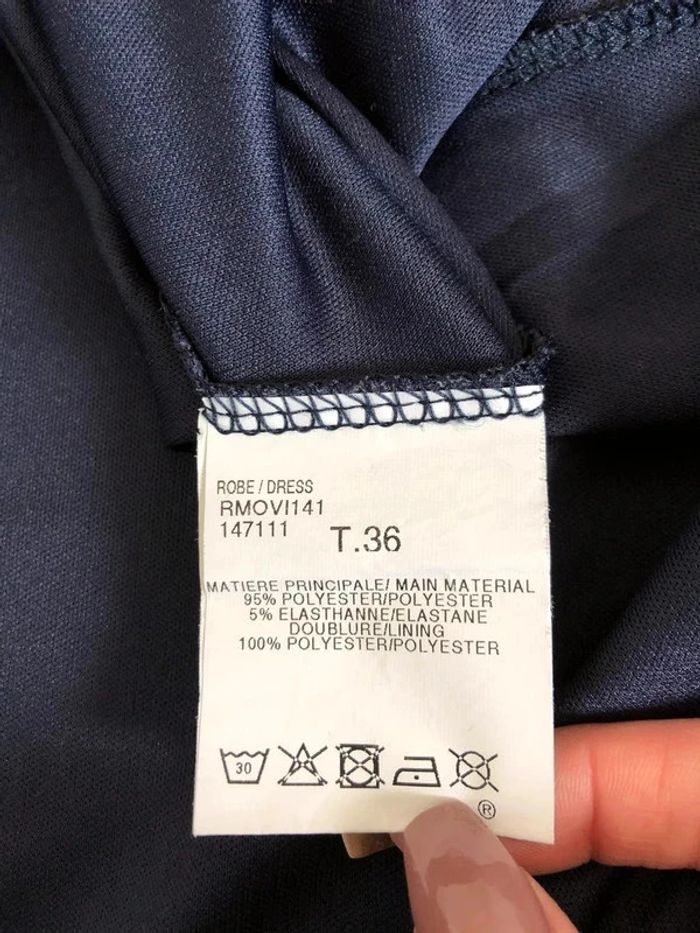 ROBE / DRESS
RMOVI141
147111 T.36
MATIERE PRINCIPALE/ MAIN MATERIAL
95% POLYESTER/POLYESTER
5% ELASTHANNE/ELASTANE
DOUBLURE/LINING
100% POLYESTER/POLYESTER
30
®